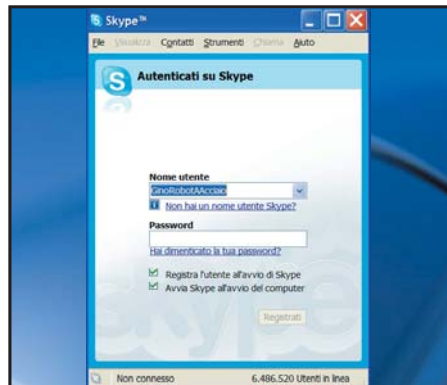 Skype™
File Visualizza Contatti Strumenti Chiama Aiuto
Autenticati su Skype
Nome utente
GinoRobotAAcciaio
Non hai un nome utente Skype?
Password
Hai dimenticato la tua password?
Registra l'utente all'avvio di Skype
Avvia Skype all'avvio del computer
Registrati
Non connesso 6.486.520 Utenti in linea